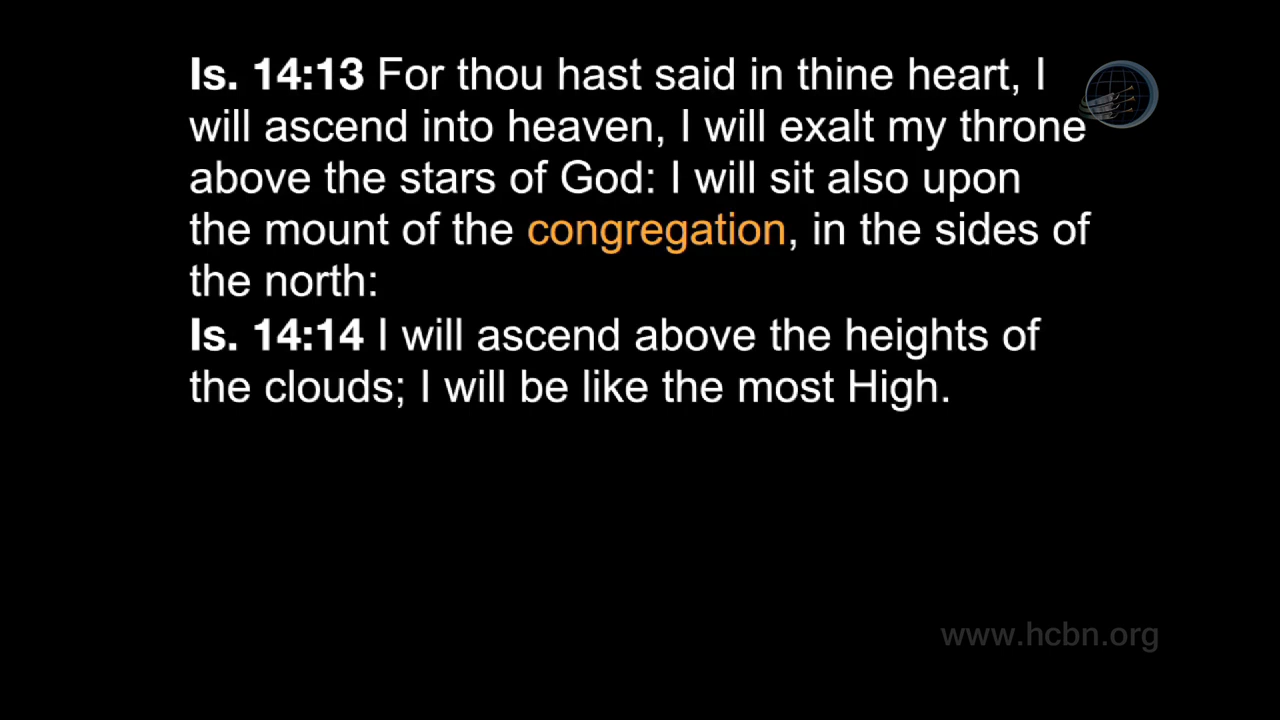 Is. 14:13 For thou hast said in thine heart, I
will ascend into heaven, I will exalt my throne
above the stars of God: I will sit also upon
the mount of the congregation, in the sides of
the north:
Is. 14:14 I will ascend above the heights of
the clouds; I will be like the most High.
www.hcbn.org